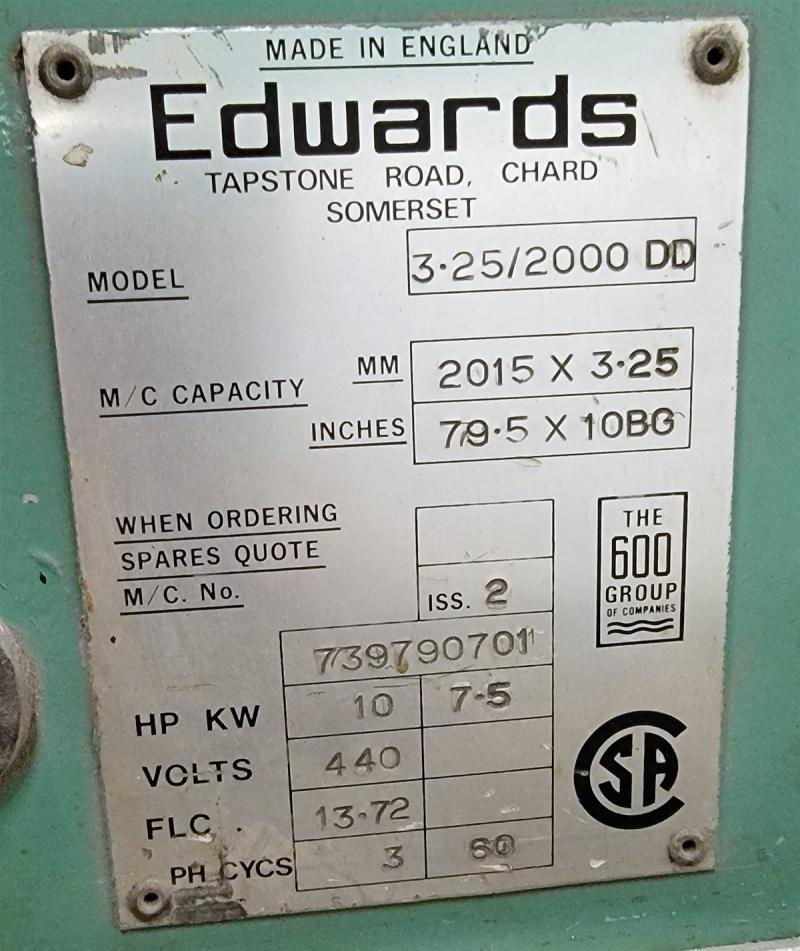 MADE IN ENGLAND
Edwards
TAPSTONE ROAD, CHARD
SOMERSET
MODEL 3·25/2000 DD
M/C CAPACITY MM 2015 X 3·25
INCHES 79·5 X 10BG
WHEN ORDERING
SPARES QUOTE
M/C. No. ISS. 2
739790701
HP KW 10 7·5
VOLTS 440
FLC. 13·72
PH CYCS 3 60
THE
600
GROUP
OF COMPANIES
CSA